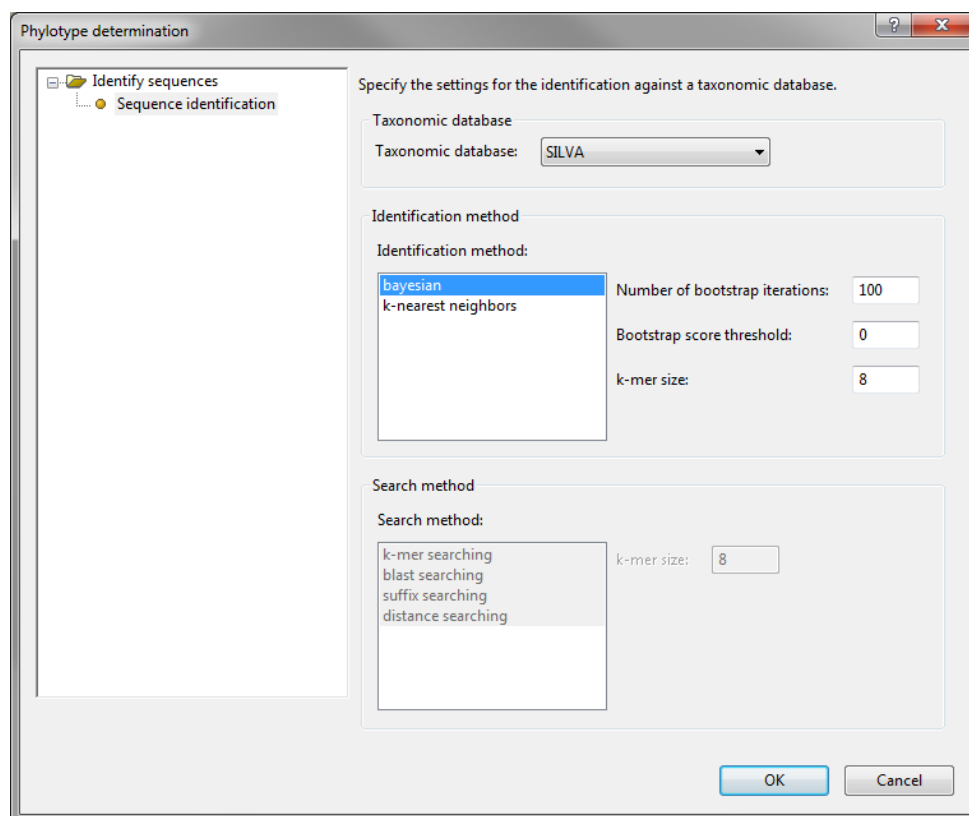 Phylotype determination
Identify sequences
Sequence identification
Specify the settings for the identification against a taxonomic database.
Taxonomic database
Taxonomic database: SILVA
Identification method
Identification method:
bayesian
k-nearest neighbors
Number of bootstrap iterations: 100
Bootstrap score threshold: 0
k-mer size: 8
Search method
Search method:
k-mer searching
blast searching
suffix searching
distance searching
k-mer size: 8
OK Cancel